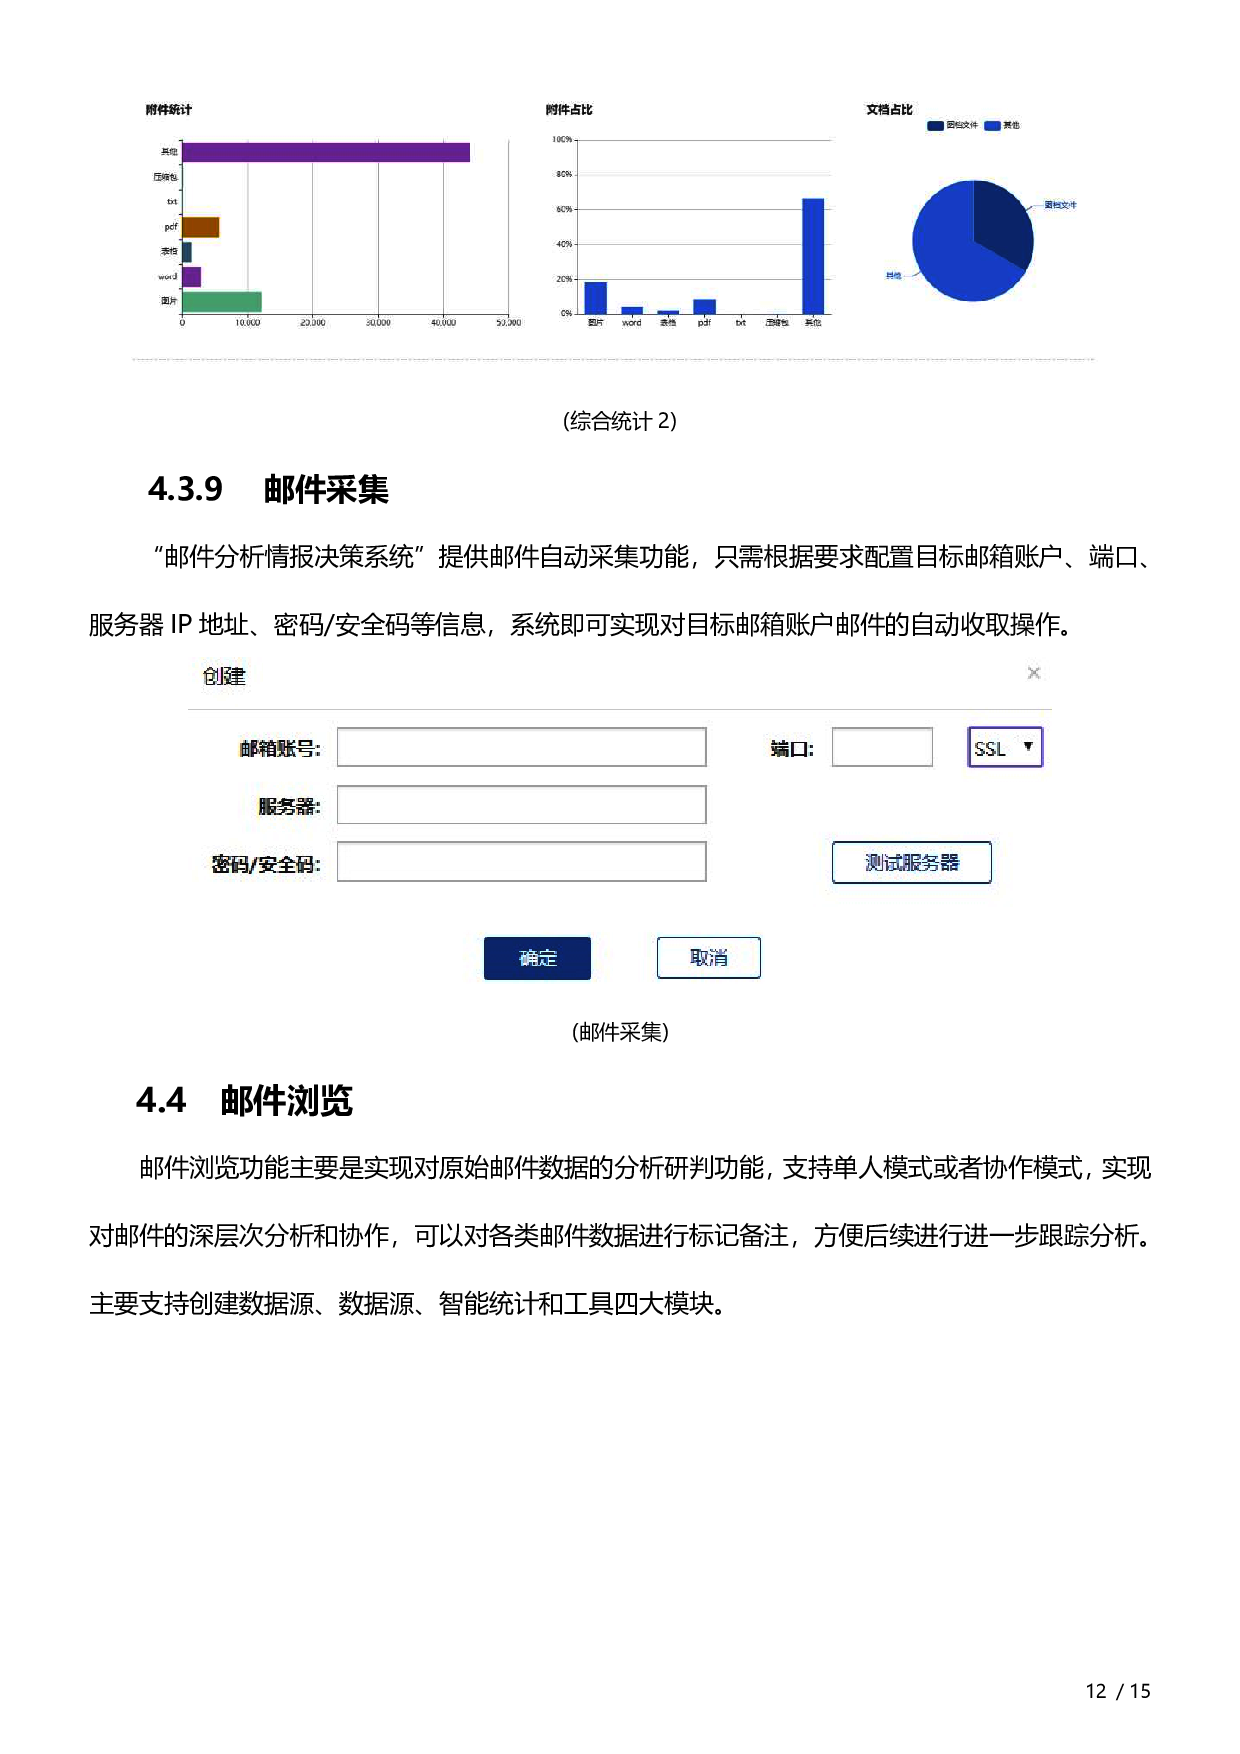 附件统计
其他
压缩包
txt
pdf
表格
word
图片
0 10,000 20,000 30,000 40,000 50,000
附件占比
100%
80%
60%
40%
20%
0%
图片 word 表格 pdf txt 压缩包 其他
文档占比
图档文件 其他
图档文件
其他
(综合统计 2)
4.3.9 邮件采集
“邮件分析情报决策系统”提供邮件自动采集功能，只需根据要求配置目标邮箱账户、端口、
服务器 IP 地址、密码/安全码等信息，系统即可实现对目标邮箱账户邮件的自动收取操作。
创建 ×
邮箱账号: 端口: SSL ▼
服务器:
密码/安全码: 测试服务器
确定 取消
(邮件采集)
4.4 邮件浏览
邮件浏览功能主要是实现对原始邮件数据的分析研判功能，支持单人模式或者协作模式，实现
对邮件的深层次分析和协作，可以对各类邮件数据进行标记备注，方便后续进行进一步跟踪分析。
主要支持创建数据源、数据源、智能统计和工具四大模块。
12 / 15